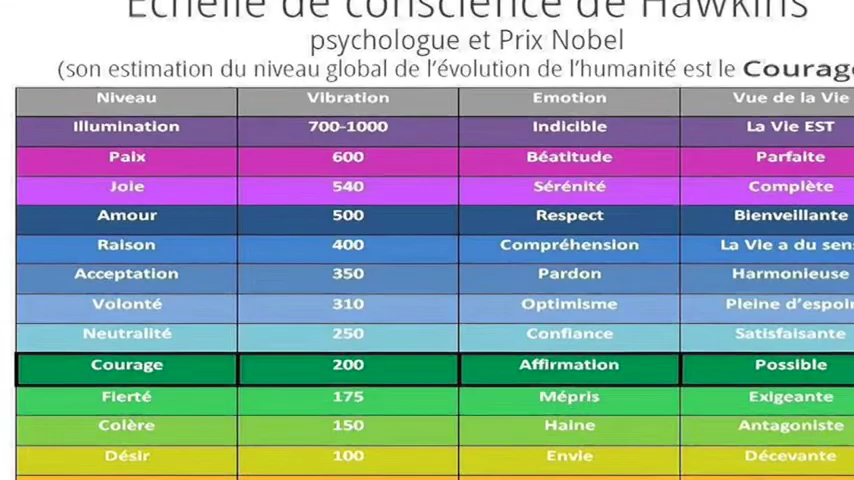 Echelle de conscience de Hawkins
psychologue et Prix Nobel
(son estimation du niveau global de l'évolution de l'humanité est le Courage
Niveau Vibration Emotion Vue de la Vie
Illumination 700-1000 Indicible La Vie EST
Paix 600 Béatitude Parfaite
Joie 540 Sérénité Complète
Amour 500 Respect Bienveillante
Raison 400 Compréhension La Vie a du sen
Acceptation 350 Pardon Harmonieuse
Volonté 310 Optimisme Pleine d'espoir
Neutralité 250 Confiance Satisfaisante
Courage 200 Affirmation Possible
Fierté 175 Mépris Exigeante
Colère 150 Haine Antagoniste
Désir 100 Envie Décevante